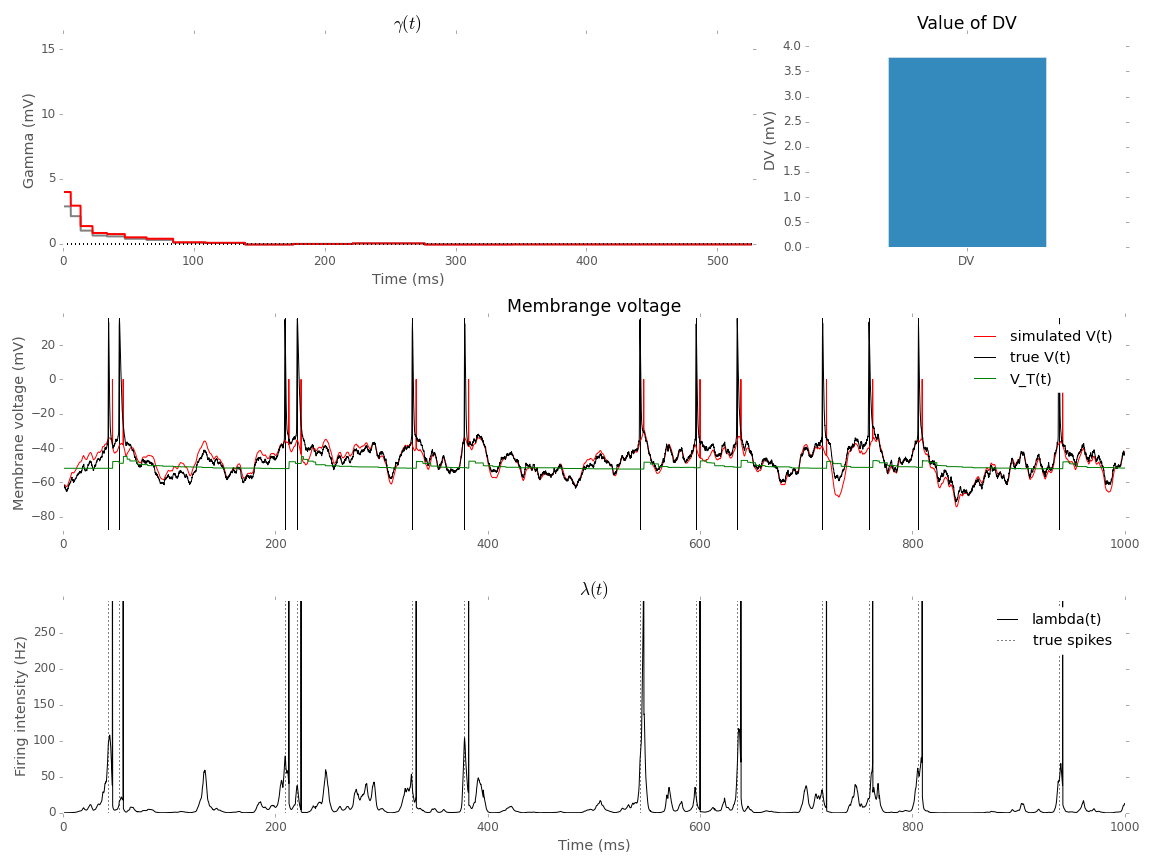 γ(t)
Value of DV
Gamma (mV)
15
10
5
0
0 100 200 300 400 500
Time (ms)
DV (mV)
4.0
3.5
3.0
2.5
2.0
1.5
1.0
0.5
0.0
DV
Membrange voltage
Membrane voltage (mV)
20
0
−20
−40
−60
−80
0 200 400 600 800 1000
simulated V(t)
true V(t)
V_T(t)
λ(t)
Firing intensity (Hz)
250
200
150
100
50
0
0 200 400 600 800 1000
Time (ms)
lambda(t)
true spikes